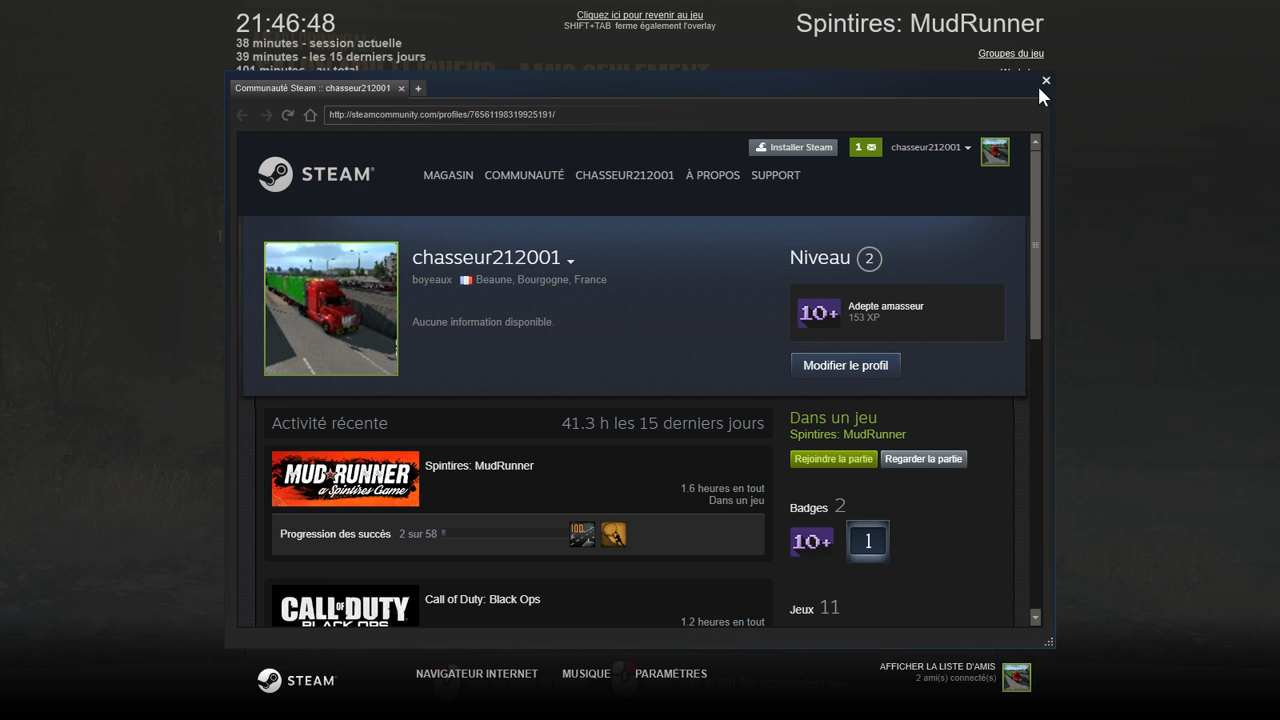 21:46:48
38 minutes - session actuelle
39 minutes - les 15 derniers jours
101 minutes - au total
Cliquez ici pour revenir au jeu
SHIFT+TAB ferme également l'overlay
Spintires: MudRunner
Groupes du jeu
Communauté Steam :: chasseur212001
http://steamcommunity.com/profiles/76561198319925191/
Installer Steam
1
chasseur212001
STEAM
MAGASIN COMMUNAUTÉ CHASSEUR212001 À PROPOS SUPPORT
chasseur212001
boyeaux Beaune, Bourgogne, France
Aucune information disponible.
Niveau 2
10+
Adepte amasseur
153 XP
Modifier le profil
Activité récente 41.3 h les 15 derniers jours
MUDRUNNER
a Spintires Game
Spintires: MudRunner
1.6 heures en tout
Dans un jeu
Progression des succès 2 sur 58
100
Dans un jeu
Spintires: MudRunner
Rejoindre la partie Regarder la partie
Badges 2
10+ 1
Jeux 11
CALL OF DUTY
BLACK OPS
Call of Duty: Black Ops
1.2 heures en tout
STEAM
NAVIGATEUR INTERNET MUSIQUE PARAMÈTRES
AFFICHER LA LISTE D'AMIS
2 ami(s) connecté(s)